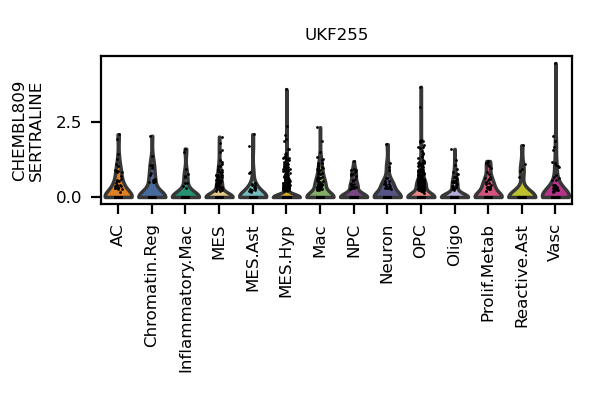 UKF255
CHEMBL809
SERTRALINE
2.5
0.0
AC
Chromatin.Reg
Inflammatory.Mac
MES
MES.Ast
MES.Hyp
Mac
NPC
Neuron
OPC
Oligo
Prolif.Metab
Reactive.Ast
Vasc